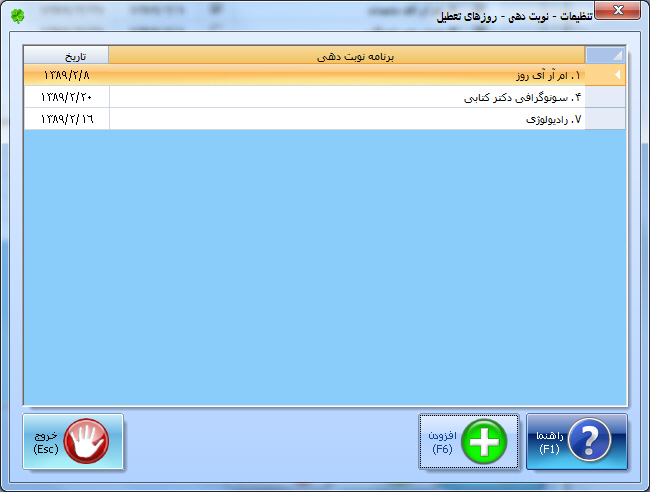 تنظیمات - نوبت دهی - روزهای تعطیل
برنامه نوبت دهی	تاریخ
۱. ام آر آی روز	۱۳۸۹/۲/۸
۴. سونوگرافی دکتر کتابی	۱۳۸۹/۲/۲۰
۷. رادیولوژی	۱۳۸۹/۲/۱۶
راهنما
(F1)
افزودن
(F6)
خروج
(Esc)